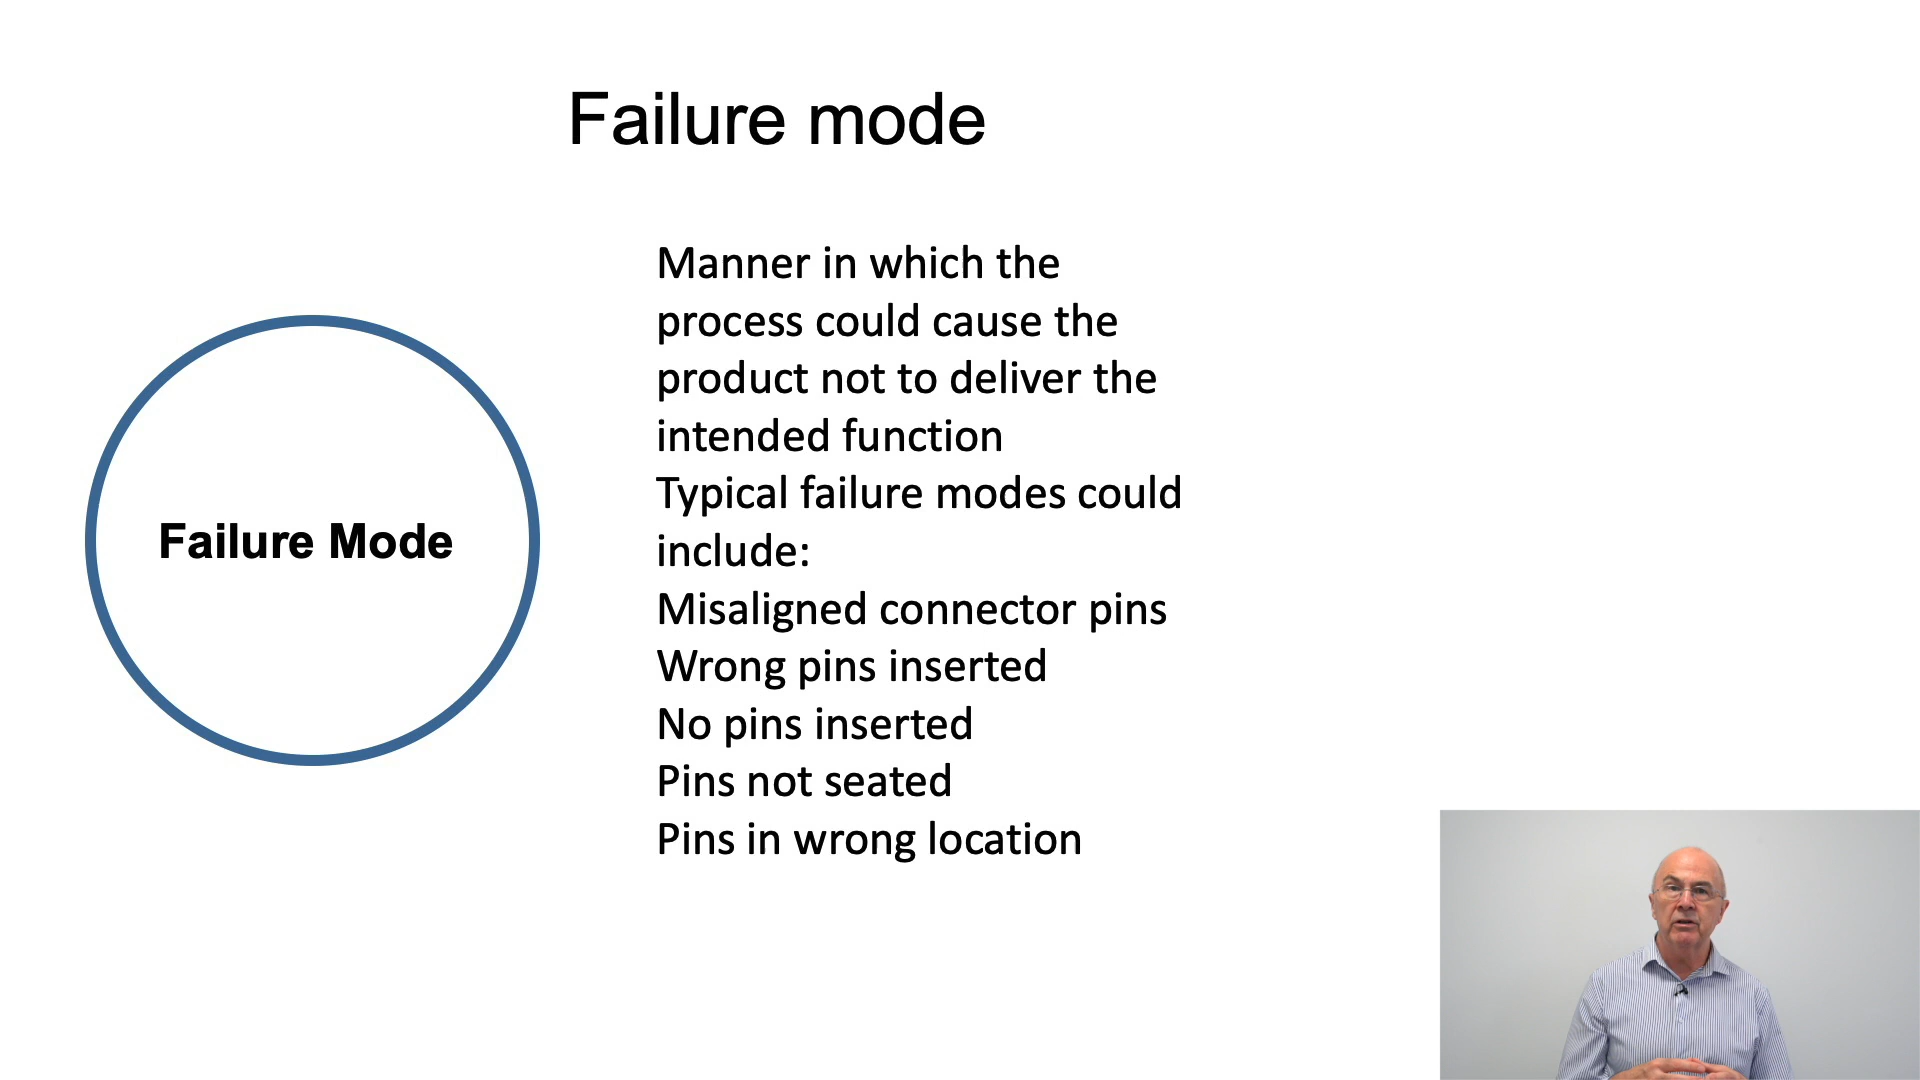 Failure mode
Failure Mode
Manner in which the
process could cause the
product not to deliver the
intended function
Typical failure modes could
include:
Misaligned connector pins
Wrong pins inserted
No pins inserted
Pins not seated
Pins in wrong location